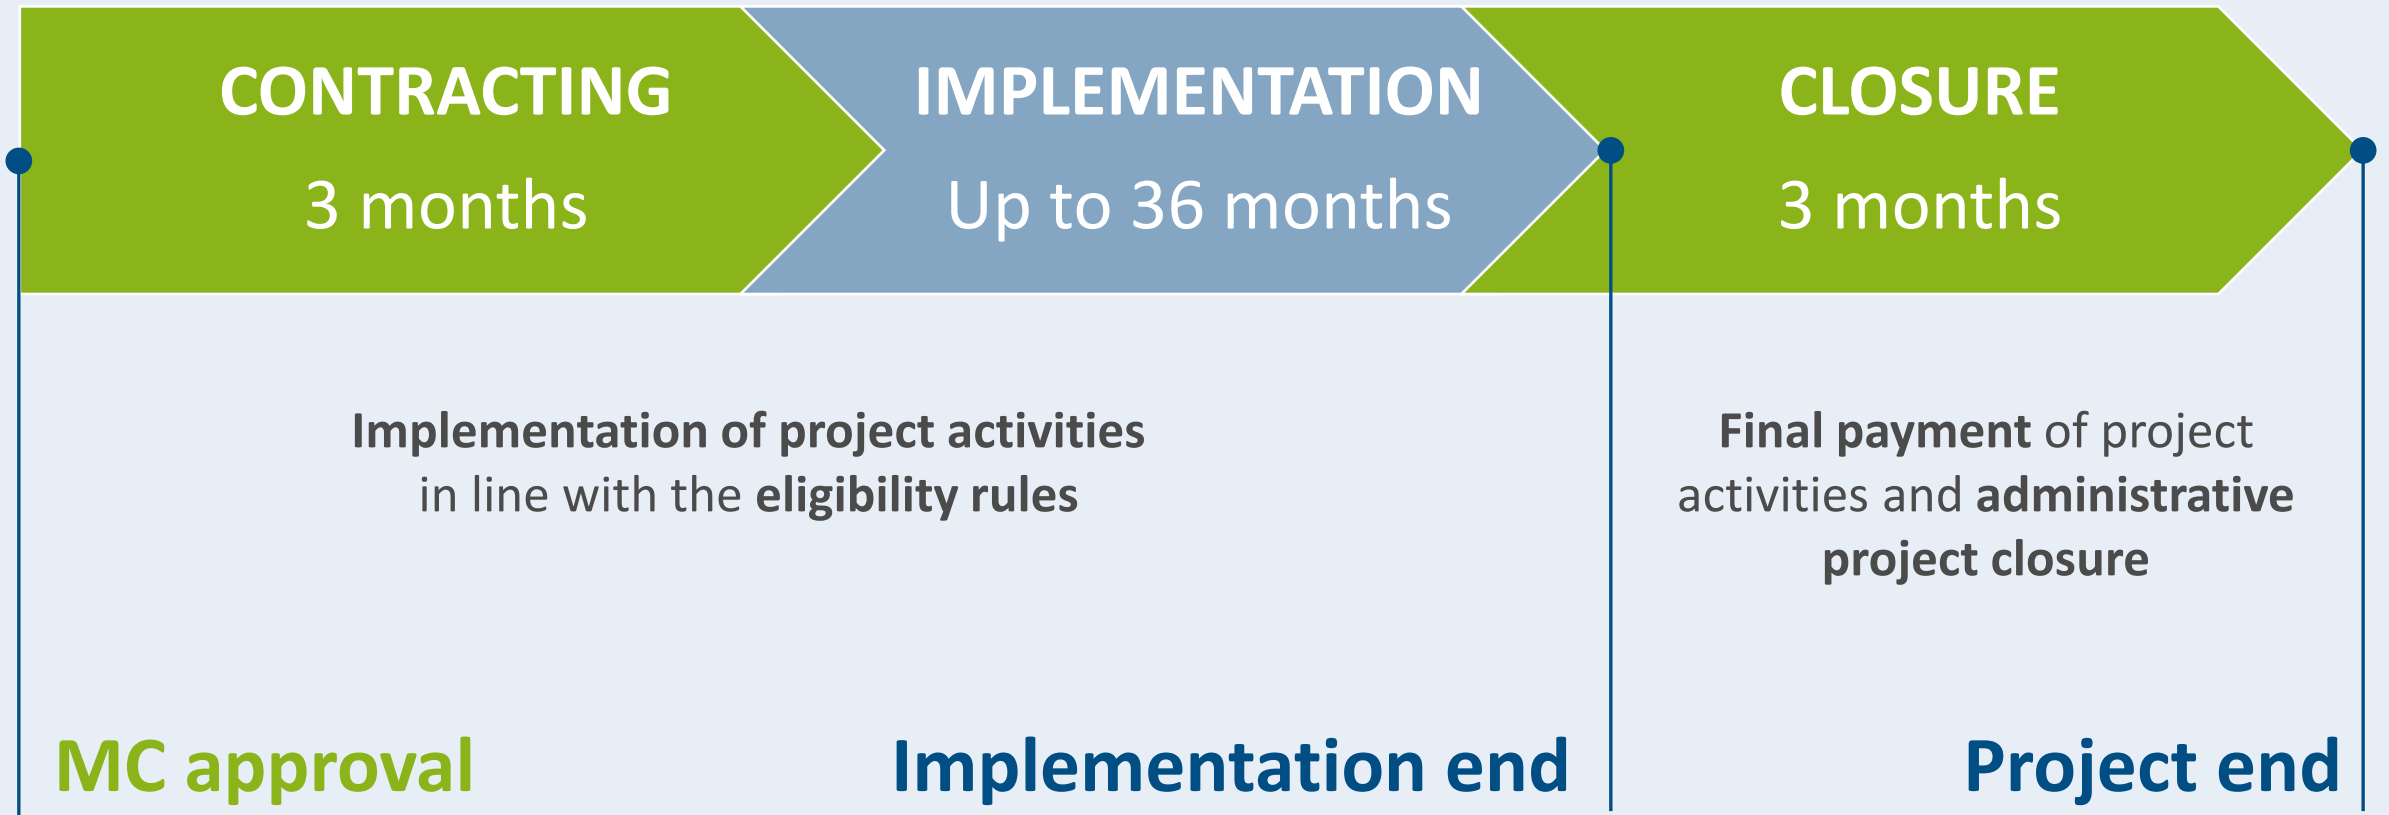 CONTRACTING
3 months
IMPLEMENTATION
Up to 36 months
CLOSURE
3 months
Implementation of project activities
in line with the eligibility rules
Final payment of project
activities and administrative
project closure
MC approval
Implementation end
Project end